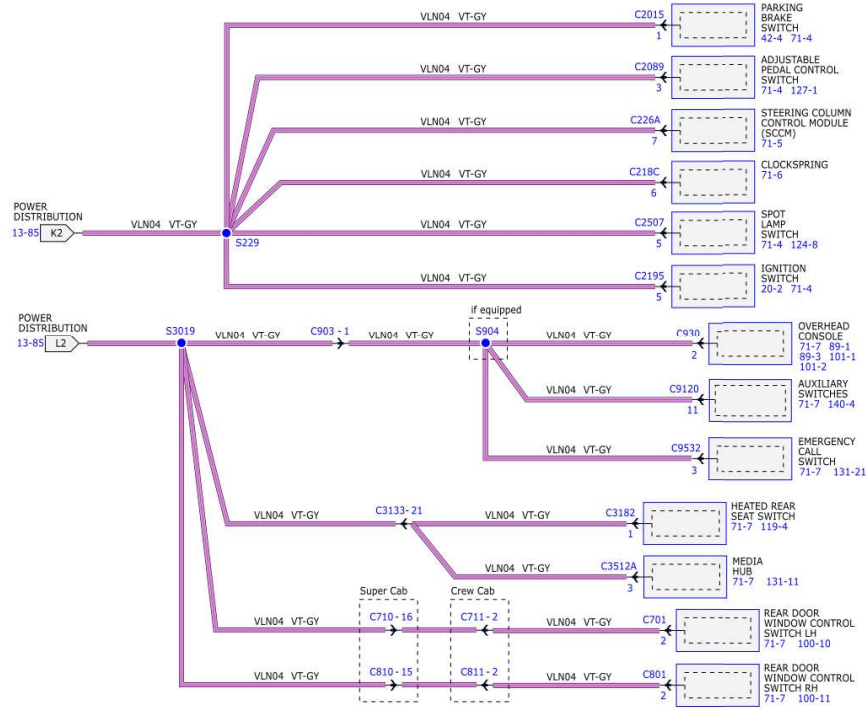 VLN04 VT-GY
C2015
1
PARKING
BRAKE
SWITCH
42-4 71-4
VLN04 VT-GY
C2089
3
ADJUSTABLE
PEDAL CONTROL
SWITCH
71-4 127-1
VLN04 VT-GY
C226A
7
STEERING COLUMN
CONTROL MODULE
(SCCM)
71-5
VLN04 VT-GY
C218C
6
CLOCKSPRING
71-6
POWER
DISTRIBUTION
13-85 K2
VLN04 VT-GY
S229
VLN04 VT-GY
C2507
5
SPOT
LAMP
SWITCH
71-4 124-8
VLN04 VT-GY
C2195
5
IGNITION
SWITCH
20-2 71-4
POWER
DISTRIBUTION
13-85 L2
S3019
VLN04 VT-GY
C903 - 1
VLN04 VT-GY
if equipped
S904
VLN04 VT-GY
C930
2
OVERHEAD
CONSOLE
71-7 89-1
89-3 101-1
101-2
VLN04 VT-GY
C9120
11
AUXILIARY
SWITCHES
71-7 140-4
VLN04 VT-GY
C9532
3
EMERGENCY
CALL
SWITCH
71-7 131-21
VLN04 VT-GY
C3133 - 21
VLN04 VT-GY
C3182
1
HEATED REAR
SEAT SWITCH
71-7 119-4
VLN04 VT-GY
C3512A
3
MEDIA
HUB
71-7 131-11
Super Cab
Crew Cab
VLN04 VT-GY
C710 - 16
C711 - 2
VLN04 VT-GY
C701
2
REAR DOOR
WINDOW CONTROL
SWITCH LH
71-7 100-10
VLN04 VT-GY
C810 - 15
C811 - 2
VLN04 VT-GY
C801
2
REAR DOOR
WINDOW CONTROL
SWITCH RH
71-7 100-11